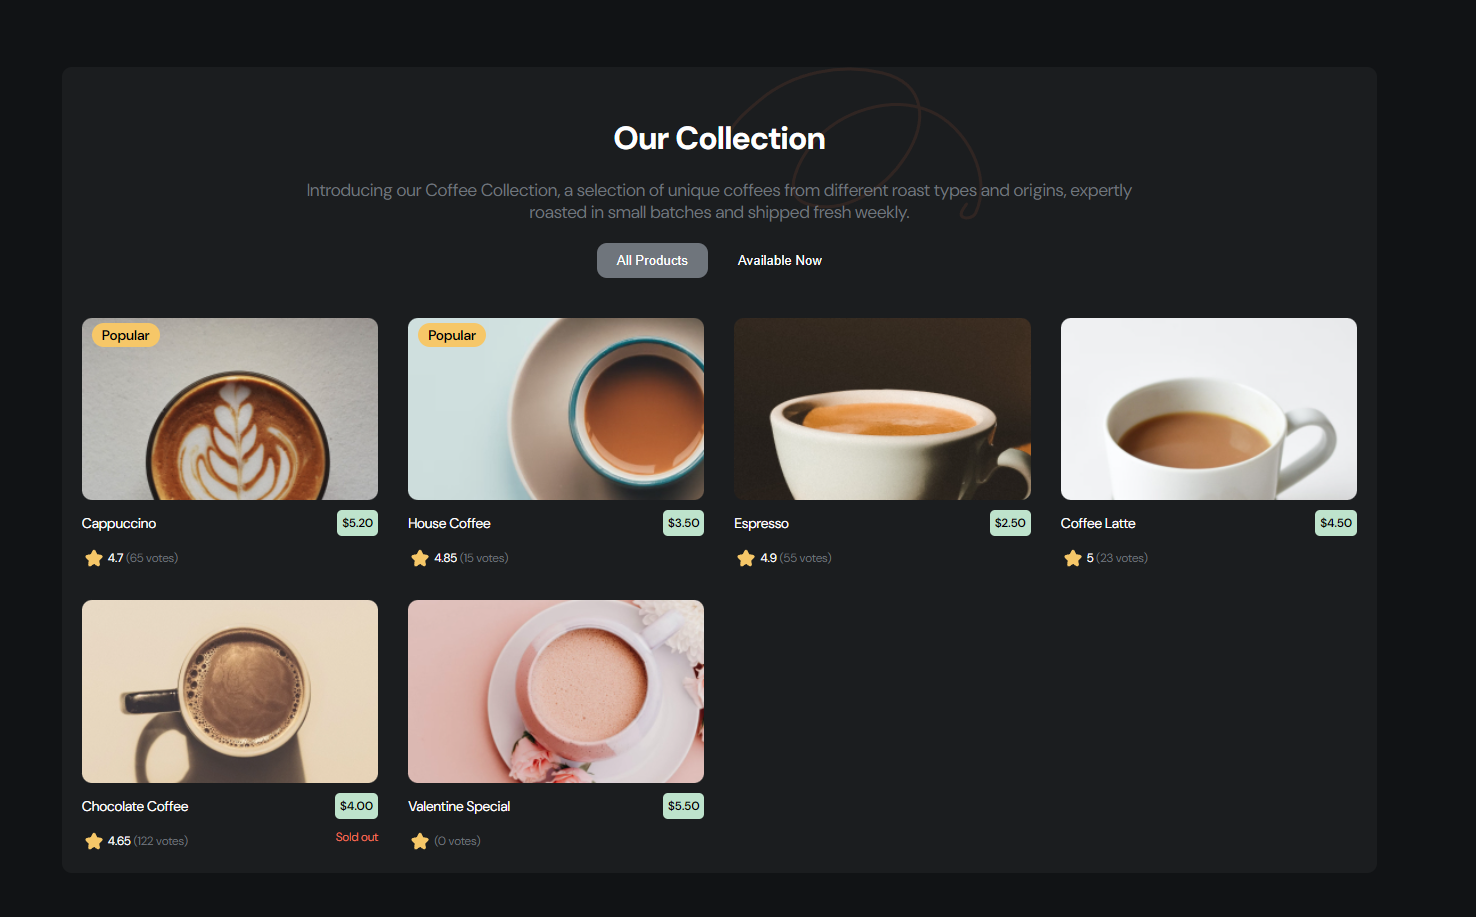 Our Collection
Introducing our Coffee Collection, a selection of unique coffees from different roast types and origins, expertly
roasted in small batches and shipped fresh weekly.
All Products
Available Now
Popular
Popular
Cappuccino
$5.20
House Coffee
$3.50
Espresso
$2.50
Coffee Latte
$4.50
4.7 (65 votes)
4.85 (15 votes)
4.9 (55 votes)
5 (23 votes)
Chocolate Coffee
$4.00
Valentine Special
$5.50
4.65 (122 votes)
Sold out
(0 votes)